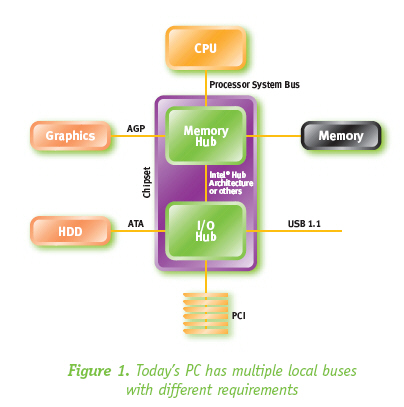 CPU
Processor System Bus
Graphics
AGP
Memory
Hub
Memory
Chipset
Intel® Hub
Architecture
or others
HDD
ATA
I/O
Hub
USB 1.1
PCI
Figure 1. Today's PC has multiple local buses
with different requirements